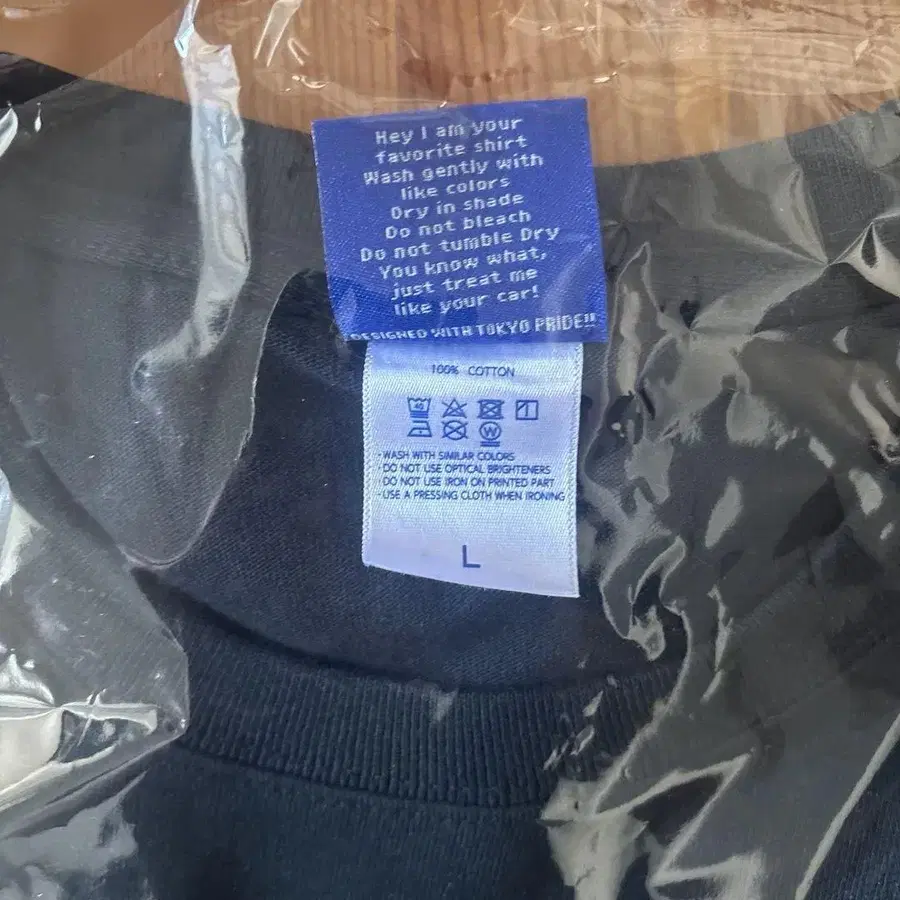 Hey I am your
favorite shirt
Wash gently with
like colors
Dry in shade
Do not bleach
Do not tumble Dry
You know what,
just treat me
like your car!
DESIGNED WITH TOKYO PRIDE!!
100% COTTON
40
W
· WASH WITH SIMILAR COLORS
· DO NOT USE OPTICAL BRIGHTENERS
· DO NOT USE IRON ON PRINTED PART
· USE A PRESSING CLOTH WHEN IRONING
L